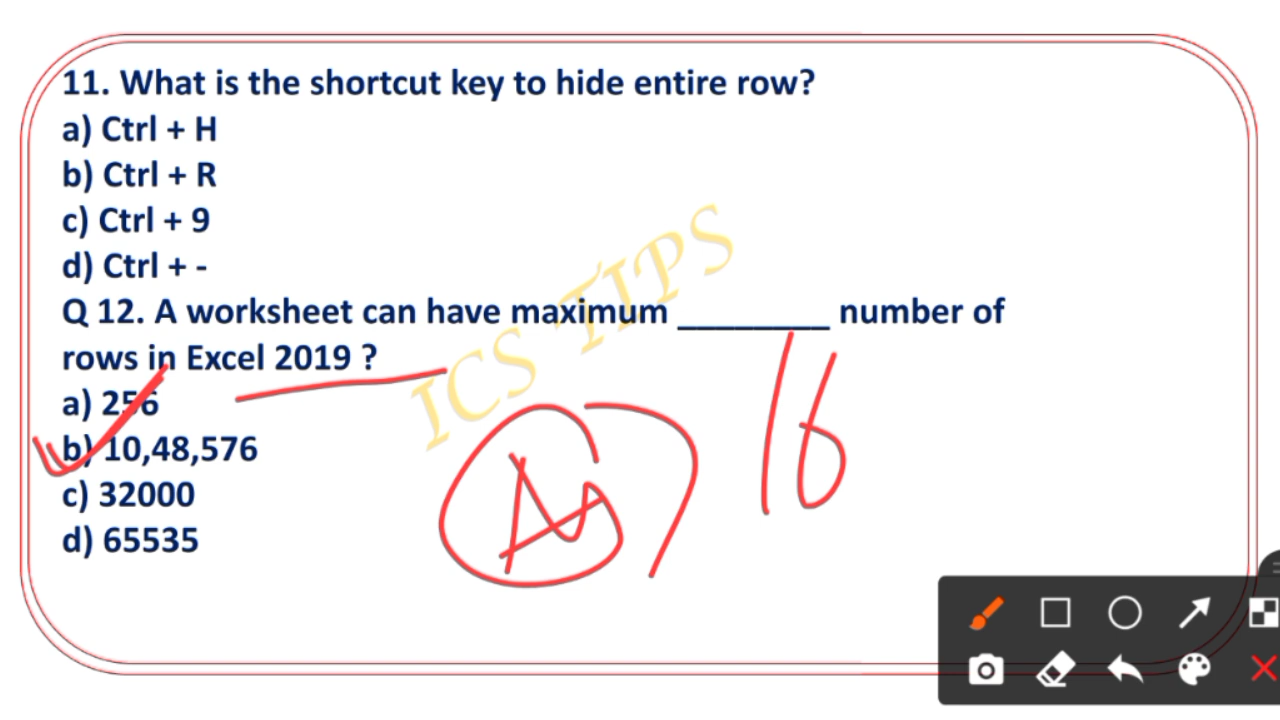 11. What is the shortcut key to hide entire row?
a) Ctrl + H
b) Ctrl + R
c) Ctrl + 9
d) Ctrl + -
Q 12. A worksheet can have maximum ________ number of
rows in Excel 2019 ?
a) 256
b) 10,48,576
c) 32000
d) 65535
ICS TIPS
16